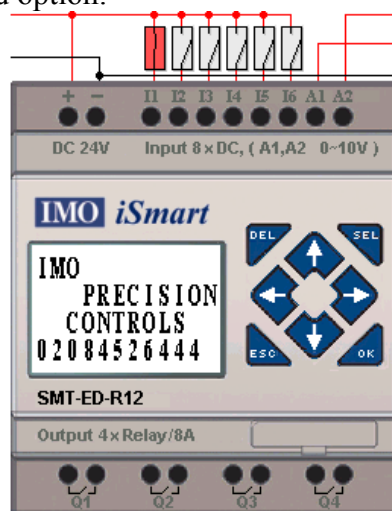 d option.
+ − I1 I2 I3 I4 I5 I6 A1 A2
DC 24V Input 8×DC, ( A1,A2 0~10V )
IMO iSmart
DEL SEL
IMO
PRECISION
CONTROLS
02084526444
ESC OK
SMT-ED-R12
Output 4×Relay/8A
Q1 Q2 Q3 Q4